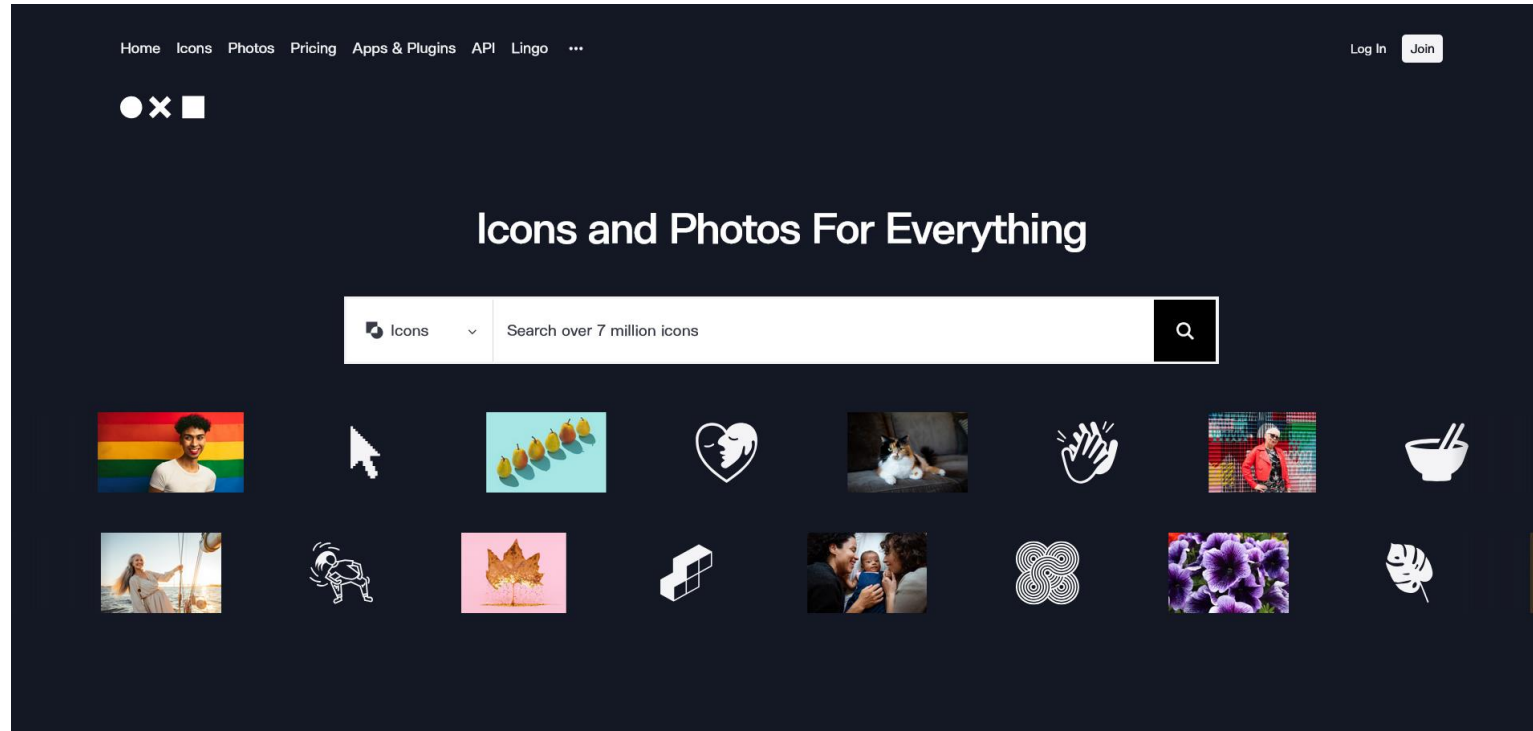 Home Icons Photos Pricing Apps & Plugins API Lingo ••• Log In Join
Icons and Photos For Everything
Icons Search over 7 million icons